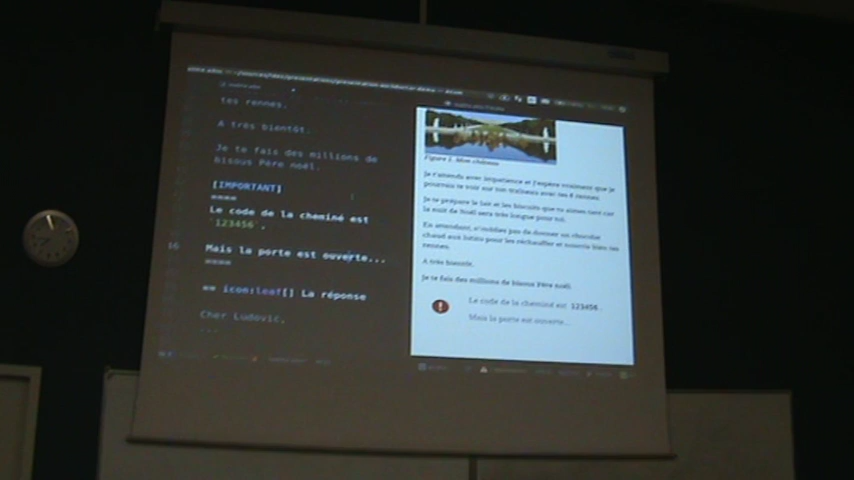 tes rennes.
A très bientôt.
Je te fais des millions de
bisous Père noël.
[IMPORTANT]
====
Le code de la cheminé est
`123456`.
16
Mais la porte est ouverte...
====
== icon:leaf[] La réponse
Cher Ludovic,
...
Figure 1. Mon château
Je t'attends avec impatience et j'espère vraiment que je
pourrais te voir sur ton traîneau avec tes 8 rennes
Je te prépare le lait et les biscuits que tu aimes tant car
la nuit de Noël sera très longue pour toi.
En attendant, n'oublies pas de donner un chocolat
chaud aux lutins pour les réchauffer et nourris bien tes
rennes.
A très bientôt.
Je te fais des millions de bisous Père noël.
Le code de la cheminé est 123456.
Mais la porte est ouverte...